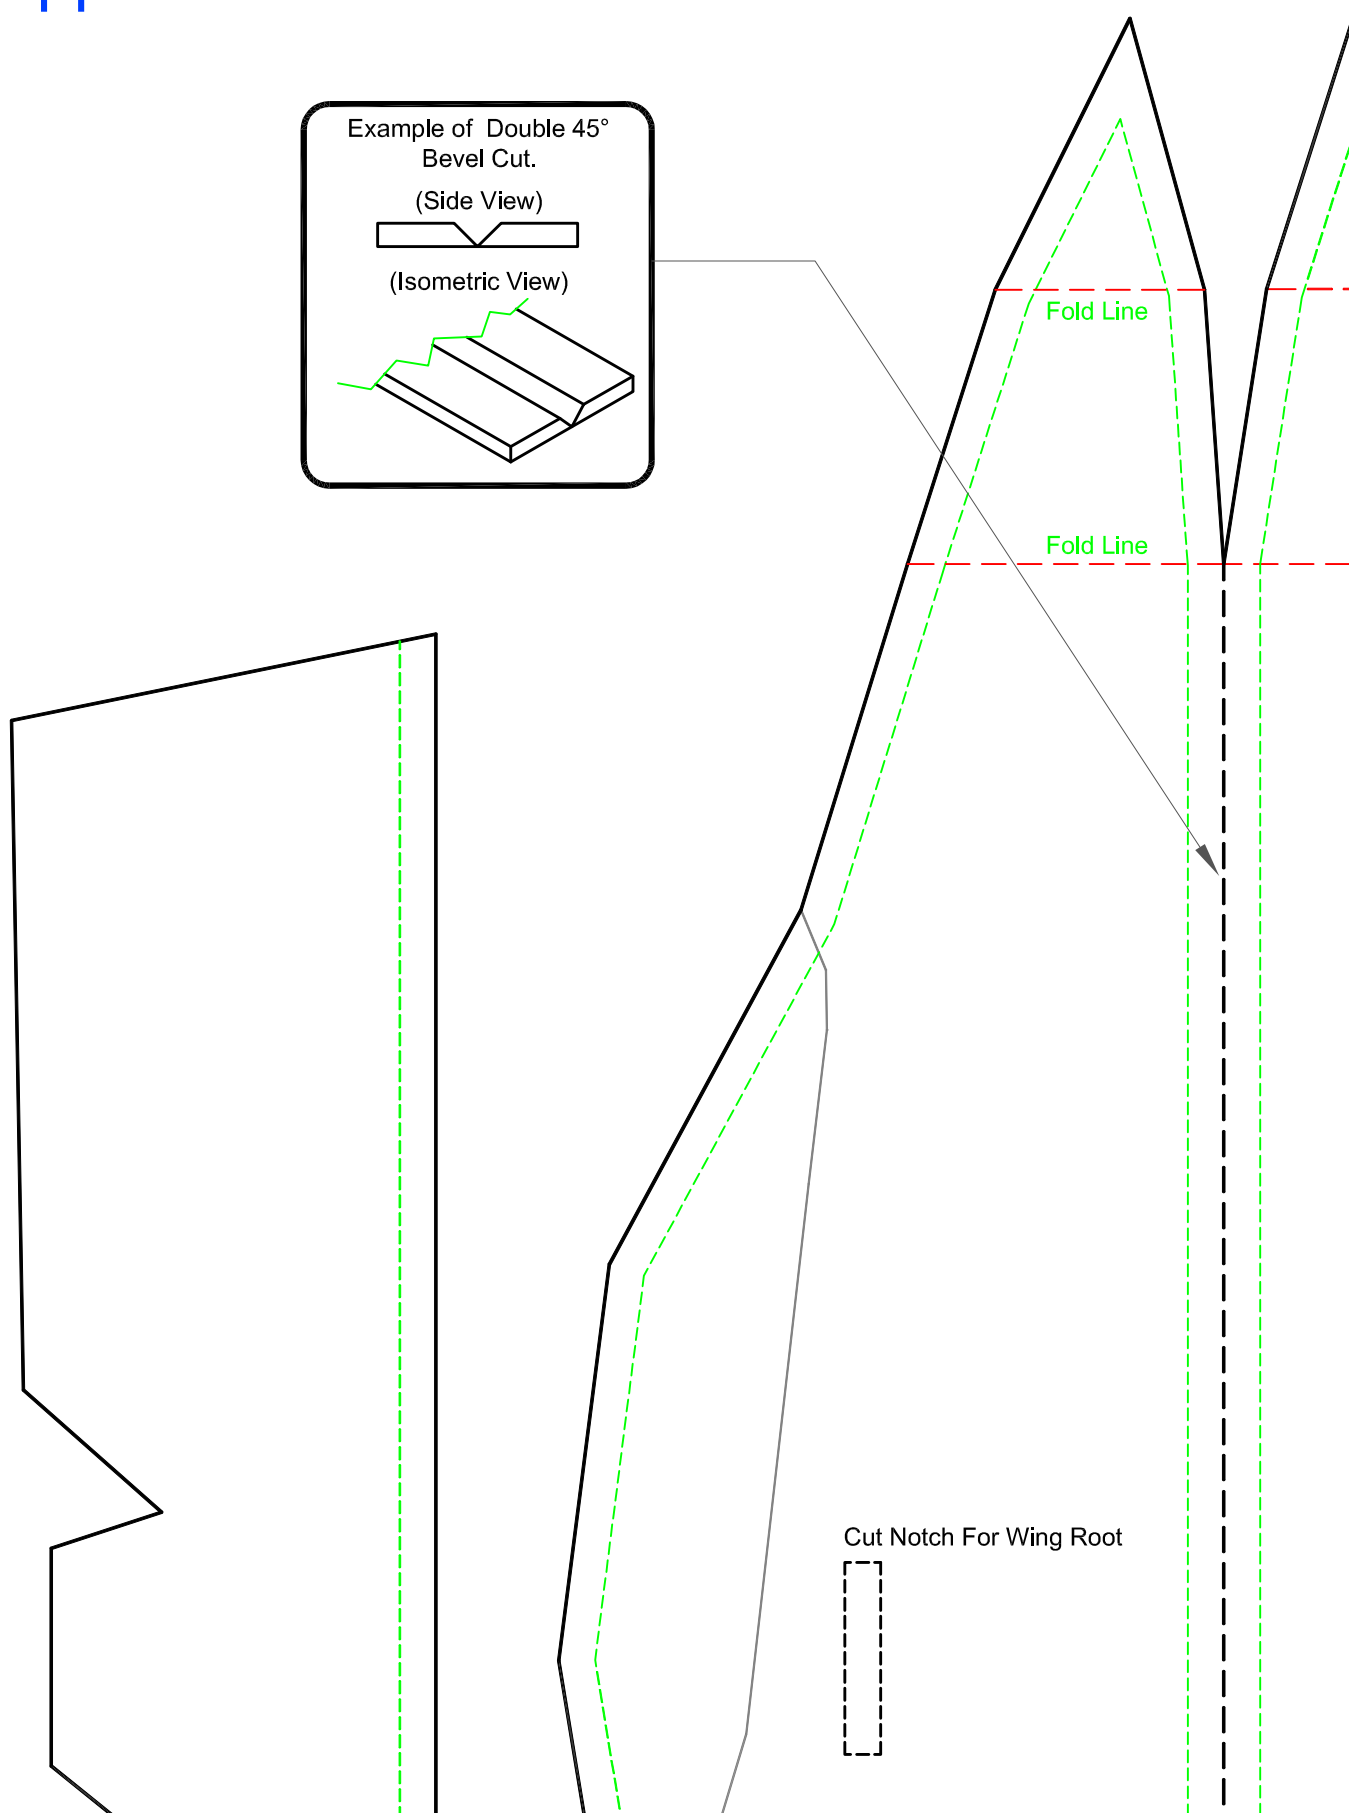 Example of Double 45°
Bevel Cut.
(Side View)
(Isometric View)
Fold Line
Fold Line
Cut Notch For Wing Root